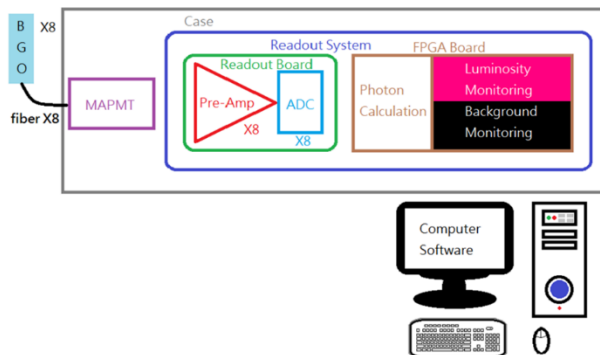 Case
B
G
O
X8
fiber X8
MAPMT
Readout System
Readout Board
Pre-Amp
X8
ADC
X8
FPGA Board
Photon
Calculation
Luminosity
Monitoring
Background
Monitoring
Computer
Software